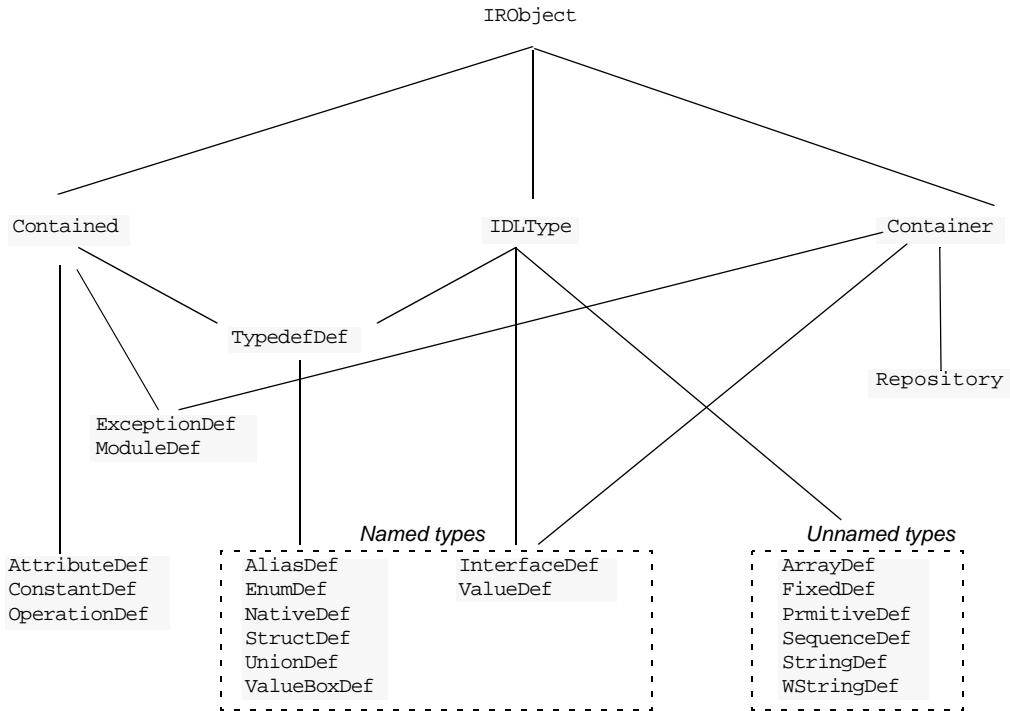 IRObject
Contained
IDLType
Container
TypedefDef
Repository
ExceptionDef
ModuleDef
Named types
Unnamed types
AttributeDef
ConstantDef
OperationDef
AliasDef
EnumDef
NativeDef
StructDef
UnionDef
ValueBoxDef
InterfaceDef
ValueDef
ArrayDef
FixedDef
PrmitiveDef
SequenceDef
StringDef
WStringDef